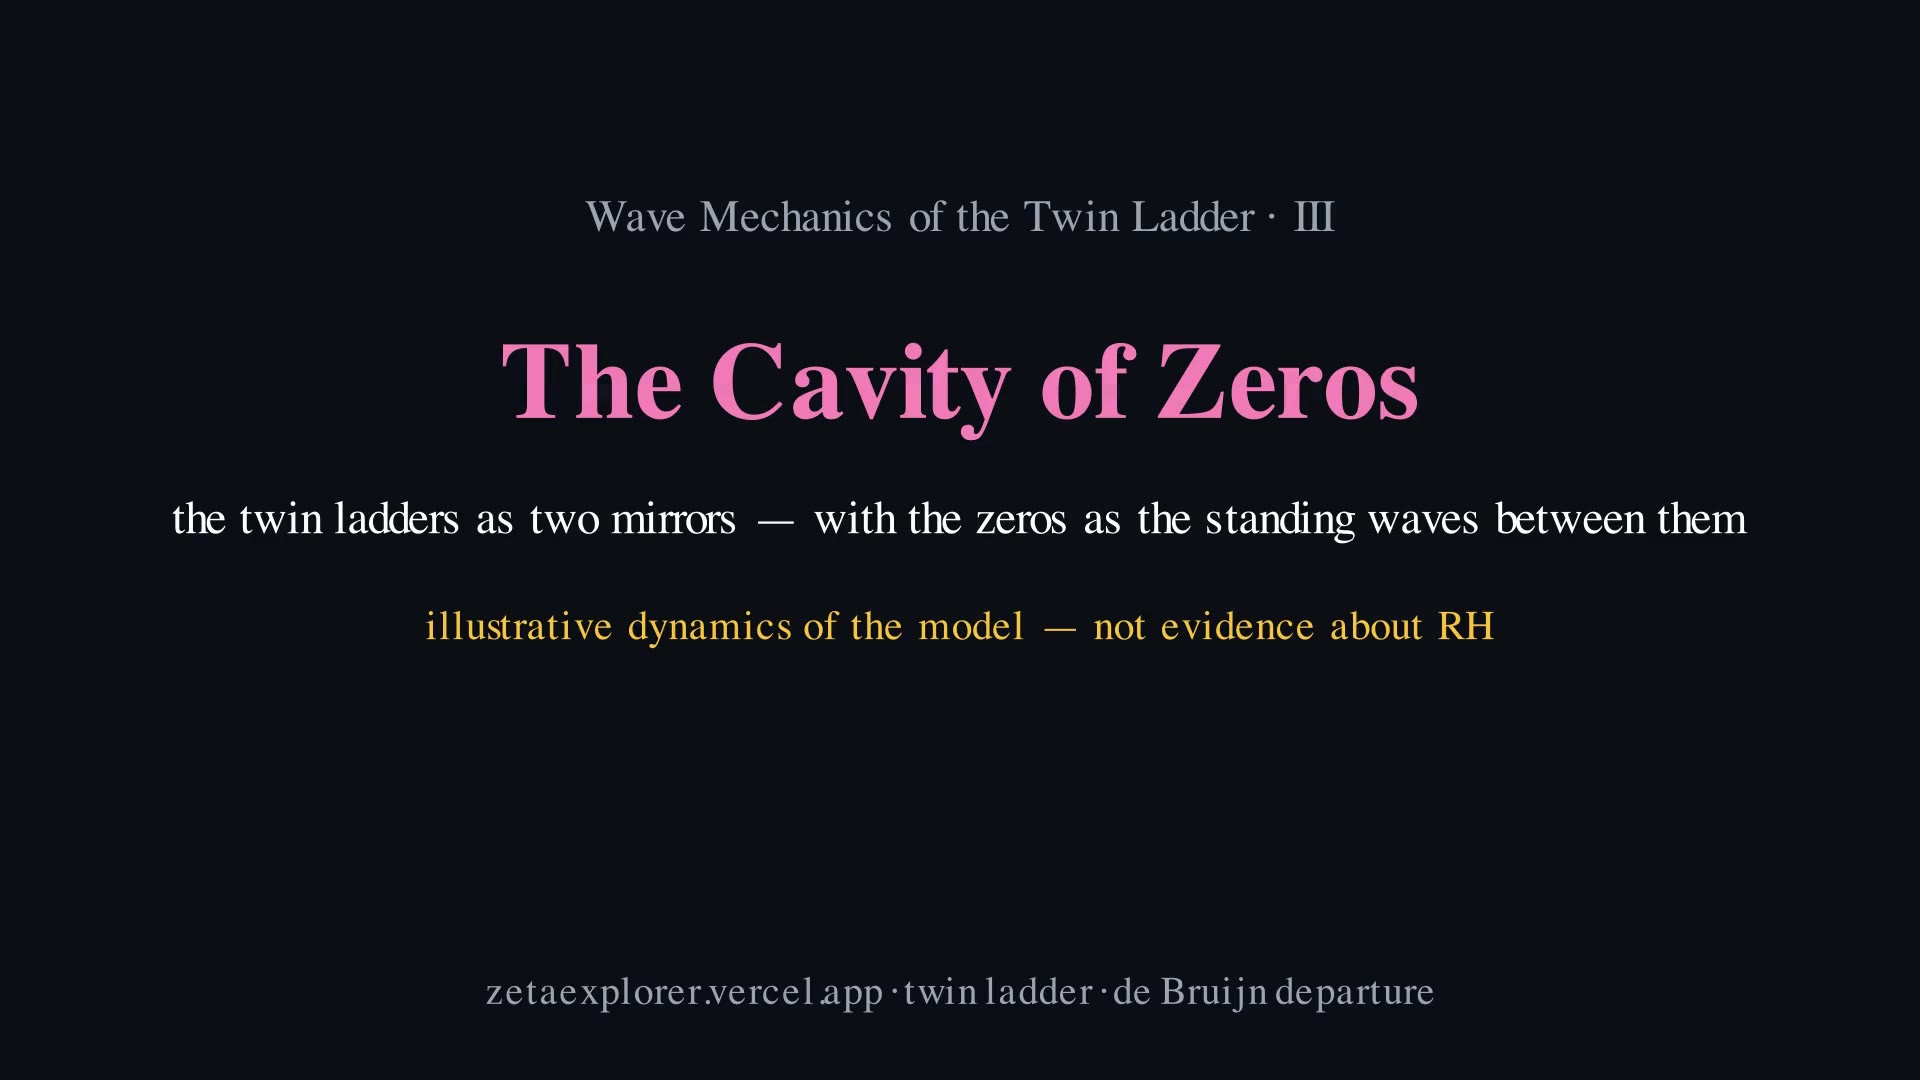 Wave Mechanics of the Twin Ladder · III
The Cavity of Zeros
the twin ladders as two mirrors — with the zeros as the standing waves between them
illustrative dynamics of the model — not evidence about RH
zetaexplorer.vercel.app · twin ladder · de Bruijn departure